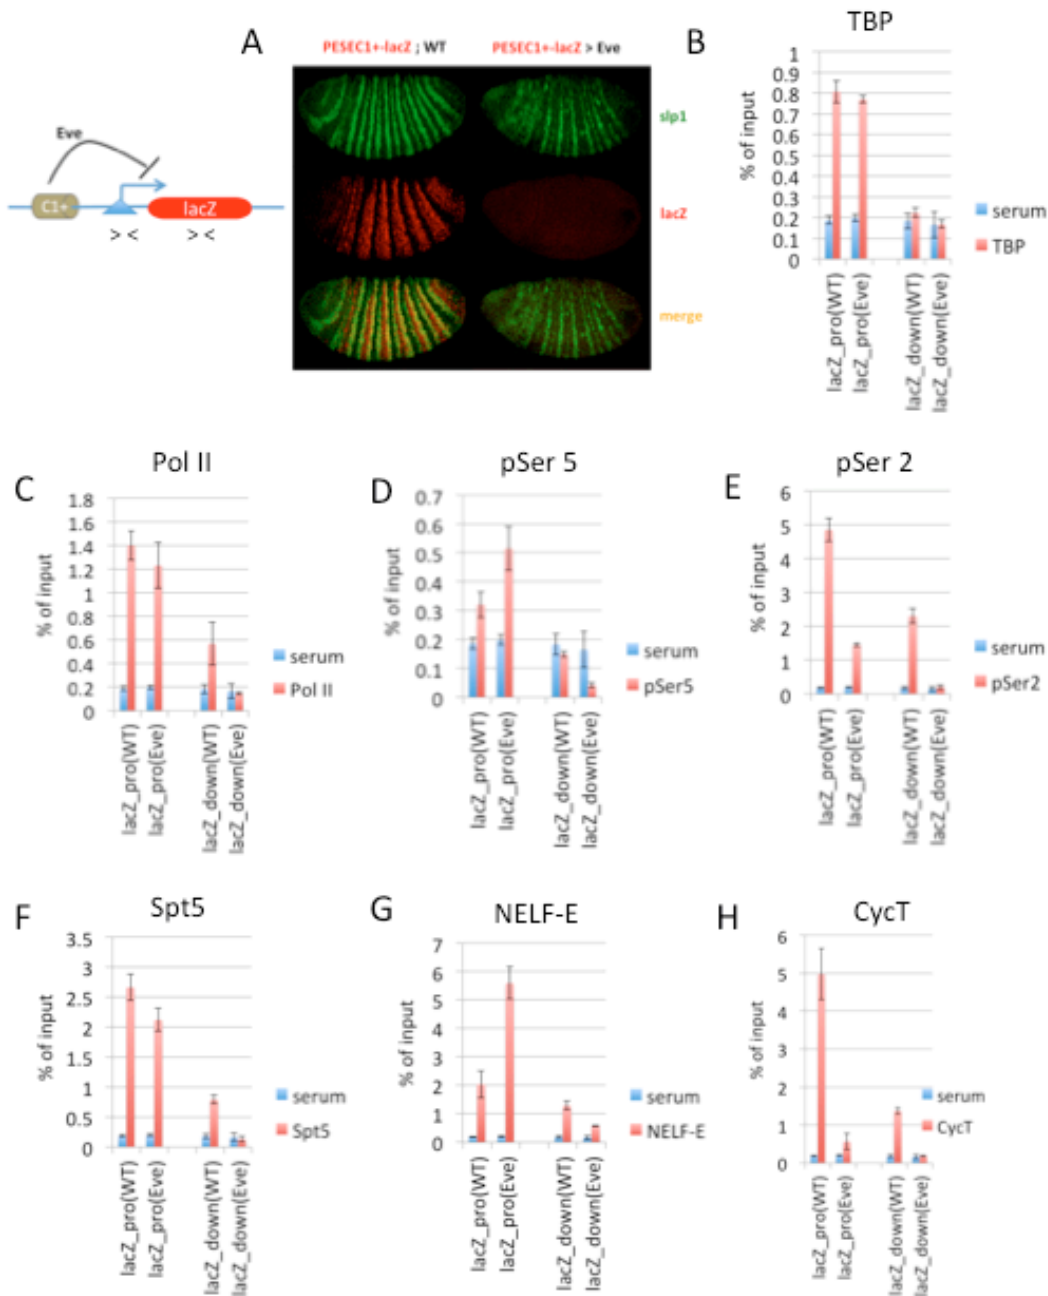 A
PESEC1+-lacZ ; WT
PESEC1+-lacZ > Eve
slp1
lacZ
merge
Eve
C1+
lacZ
> <
> <
B
TBP
% of input
1
0.9
0.8
0.7
0.6
0.5
0.4
0.3
0.2
0.1
0
lacZ_pro(WT)
lacZ_pro(Eve)
lacZ_down(WT)
lacZ_down(Eve)
serum
TBP
C
Pol II
% of input
1.8
1.6
1.4
1.2
1
0.8
0.6
0.4
0.2
0
lacZ_pro(WT)
lacZ_pro(Eve)
lacZ_down(WT)
lacZ_down(Eve)
serum
Pol II
D
pSer 5
% of input
0.7
0.6
0.5
0.4
0.3
0.2
0.1
0
lacZ_pro(WT)
lacZ_pro(Eve)
lacZ_down(WT)
lacZ_down(Eve)
serum
pSer5
E
pSer 2
% of input
6
5
4
3
2
1
0
lacZ_pro(WT)
lacZ_pro(Eve)
lacZ_down(WT)
lacZ_down(Eve)
serum
pSer2
F
Spt5
% of input
3.5
3
2.5
2
1.5
1
0.5
0
lacZ_pro(WT)
lacZ_pro(Eve)
lacZ_down(WT)
lacZ_down(Eve)
serum
Spt5
G
NELF-E
% of input
7
6
5
4
3
2
1
0
lacZ_pro(WT)
lacZ_pro(Eve)
lacZ_down(WT)
lacZ_down(Eve)
serum
NELF-E
H
CycT
% of input
6
5
4
3
2
1
0
lacZ_pro(WT)
lacZ_pro(Eve)
lacZ_down(WT)
lacZ_down(Eve)
serum
CycT